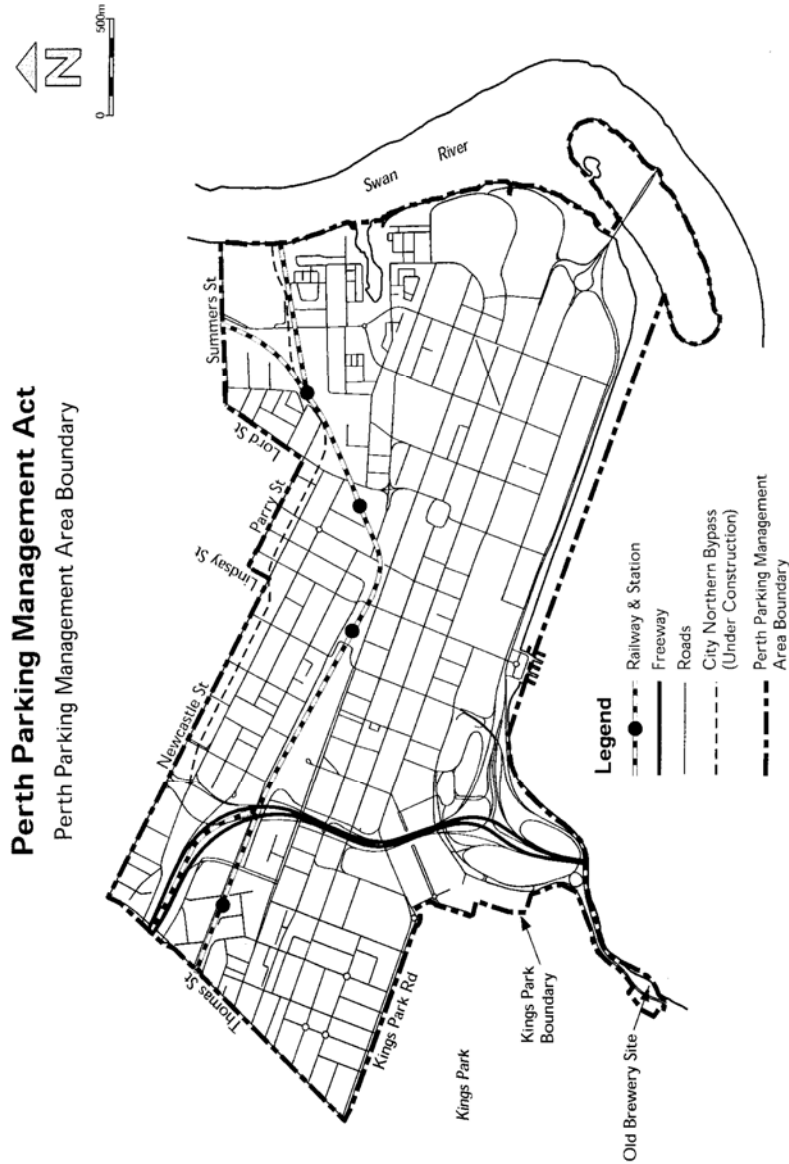 Perth Parking Management Act
Perth Parking Management Area Boundary
N
0
500m
Summers St
Lord St
Parry St
Lindsay St
Newcastle St
Thomas St
Kings Park Rd
Kings Park
Kings Park
Boundary
Old Brewery Site
Swan River
Legend
Railway & Station
Freeway
Roads
City Northern Bypass
(Under Construction)
Perth Parking Management
Area Boundary